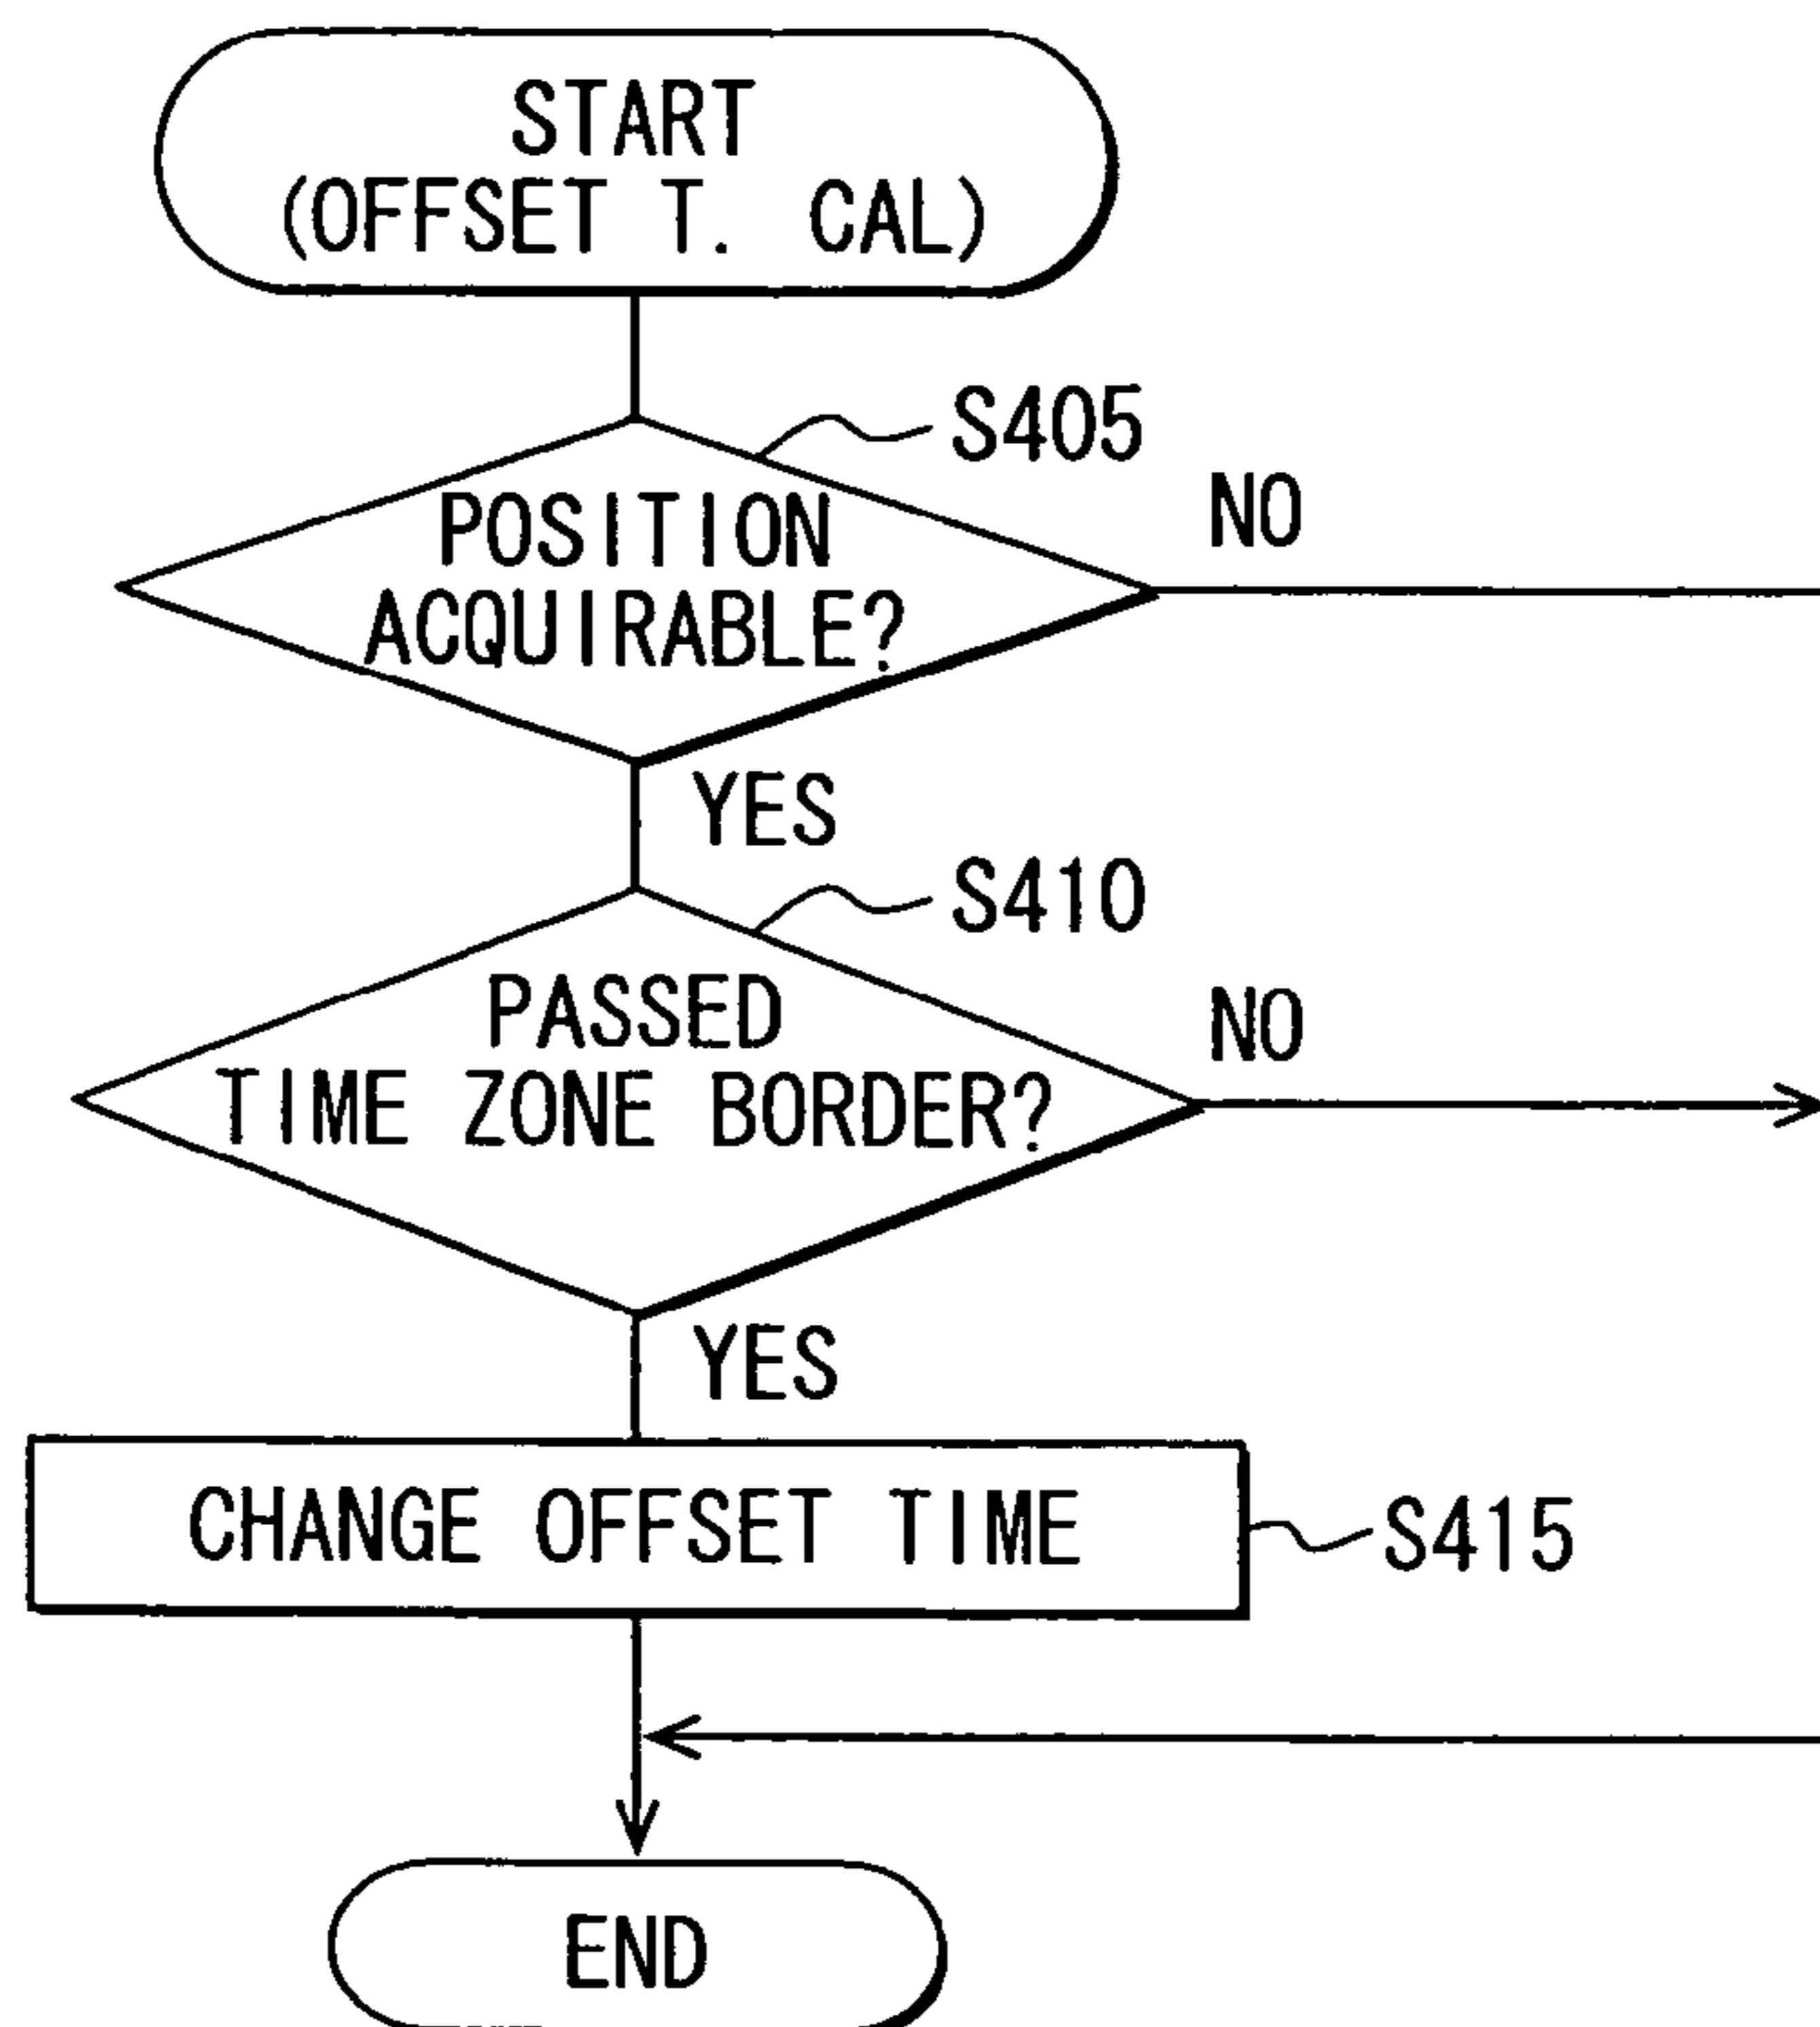 START
(OFFSET T. CAL)
S405
POSITION
ACQUIRABLE?
NO
YES
S410
PASSED
TIME ZONE BORDER?
NO
YES
CHANGE OFFSET TIME
S415
END